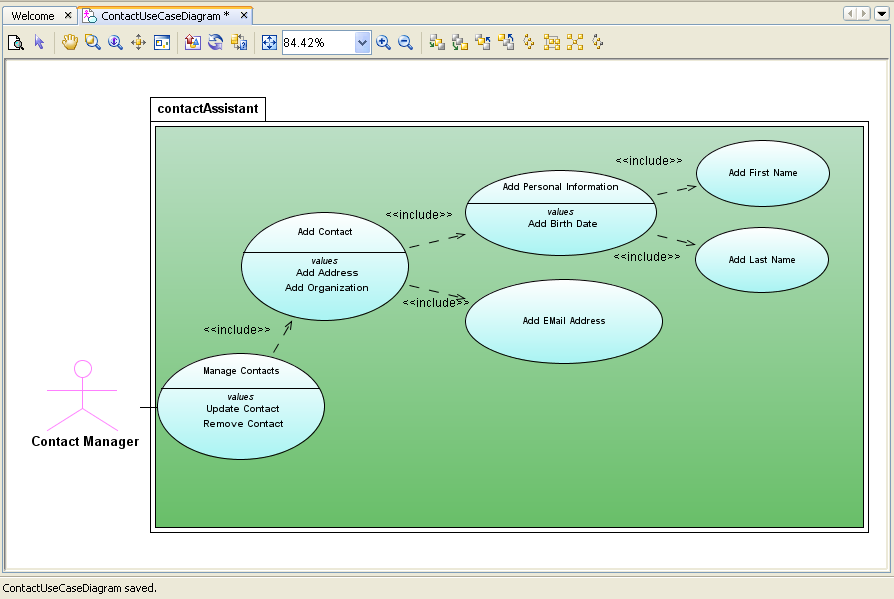 Welcome
ContactUseCaseDiagram *
84.42%
contactAssistant
<<include>>
Add First Name
Add Personal Information
values
Add Birth Date
<<include>>
Add Contact
values
Add Address
Add Organization
<<include>>
Add Last Name
<<include>>
Add EMail Address
<<include>>
Manage Contacts
values
Update Contact
Remove Contact
Contact Manager
ContactUseCaseDiagram saved.